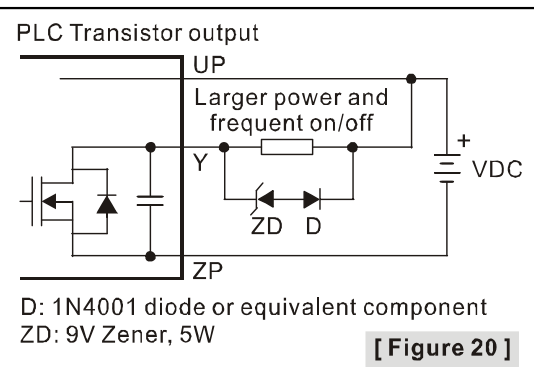 PLC Transistor output
UP
Larger power and
frequent on/off
Y
+
VDC
ZD D
ZP
D: 1N4001 diode or equivalent component
ZD: 9V Zener, 5W
[ Figure 20 ]